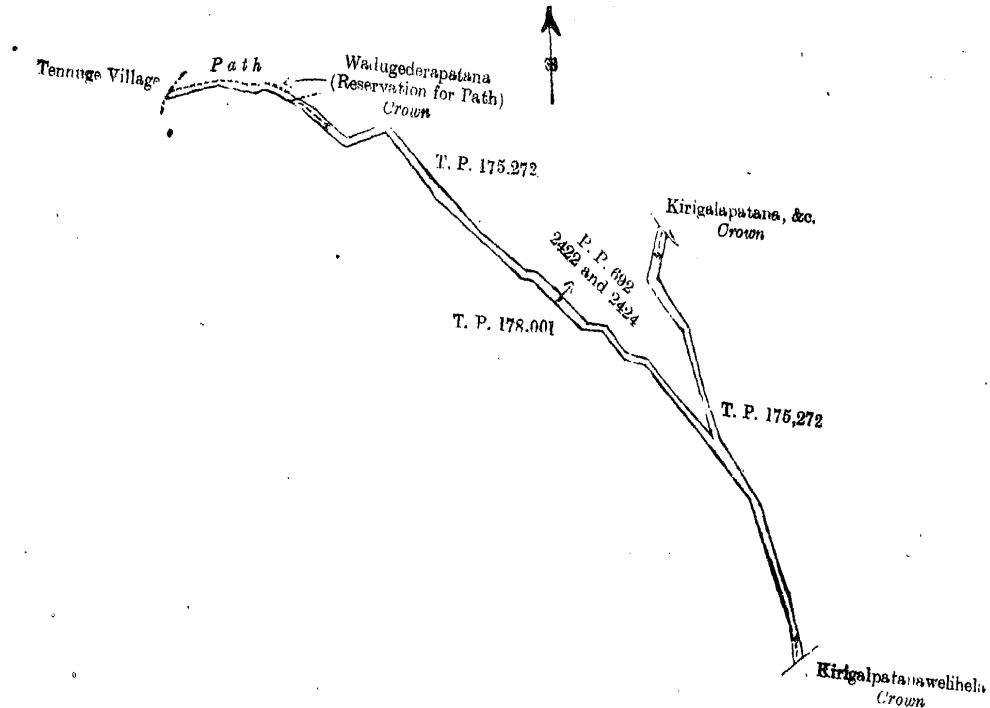 Tennuge Village
Path
Wadugederapatana
(Reservation for Path)
Crown
T. P. 175.272
Kirigalapatana, &c.
Crown
P. P. 692
2422 and 2424
T. P. 178.001
T. P. 175,272
Kirigalpatanawelihela
Crown